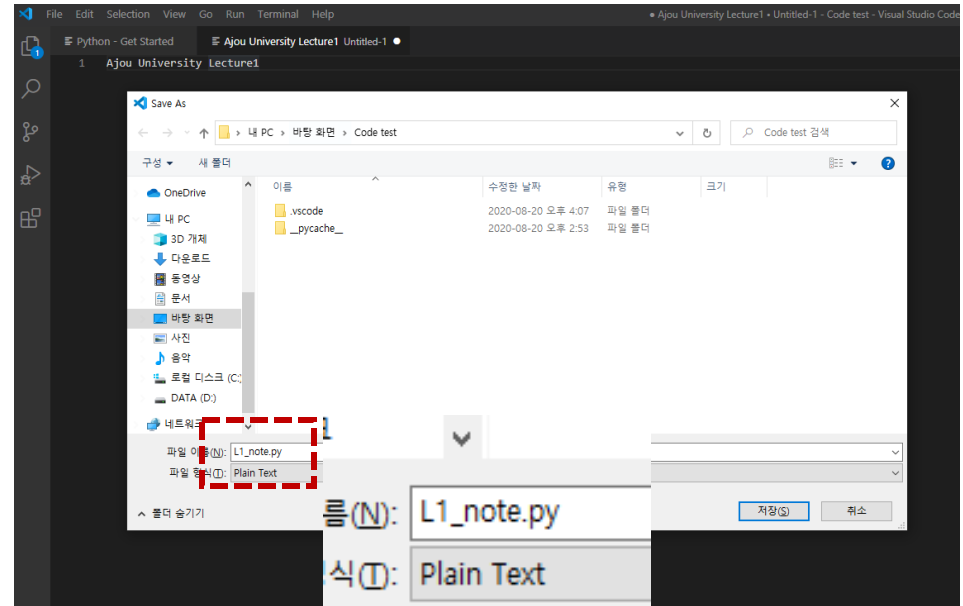 File Edit Selection View Go Run Terminal Help ● Ajou University Lecture1 • Untitled-1 - Code test - Visual Studio Code
Python - Get Started Ajou University Lecture1 Untitled-1 ●
1
1 Ajou University Lecture1
Save As
내 PC › 바탕 화면 › Code test
Code test 검색
구성 새 폴더
이름 수정한 날짜 유형 크기
.vscode 2020-08-20 오후 4:07 파일 폴더
__pycache__ 2020-08-20 오후 2:53 파일 폴더
OneDrive
내 PC
3D 개체
다운로드
동영상
문서
바탕 화면
사진
음악
로컬 디스크 (C:
DATA (D:)
네트워크
파일 이름(N): L1_note.py
파일 형식(T): Plain Text
폴더 숨기기
름(N): L1_note.py
식(T): Plain Text
저장(S) 취소